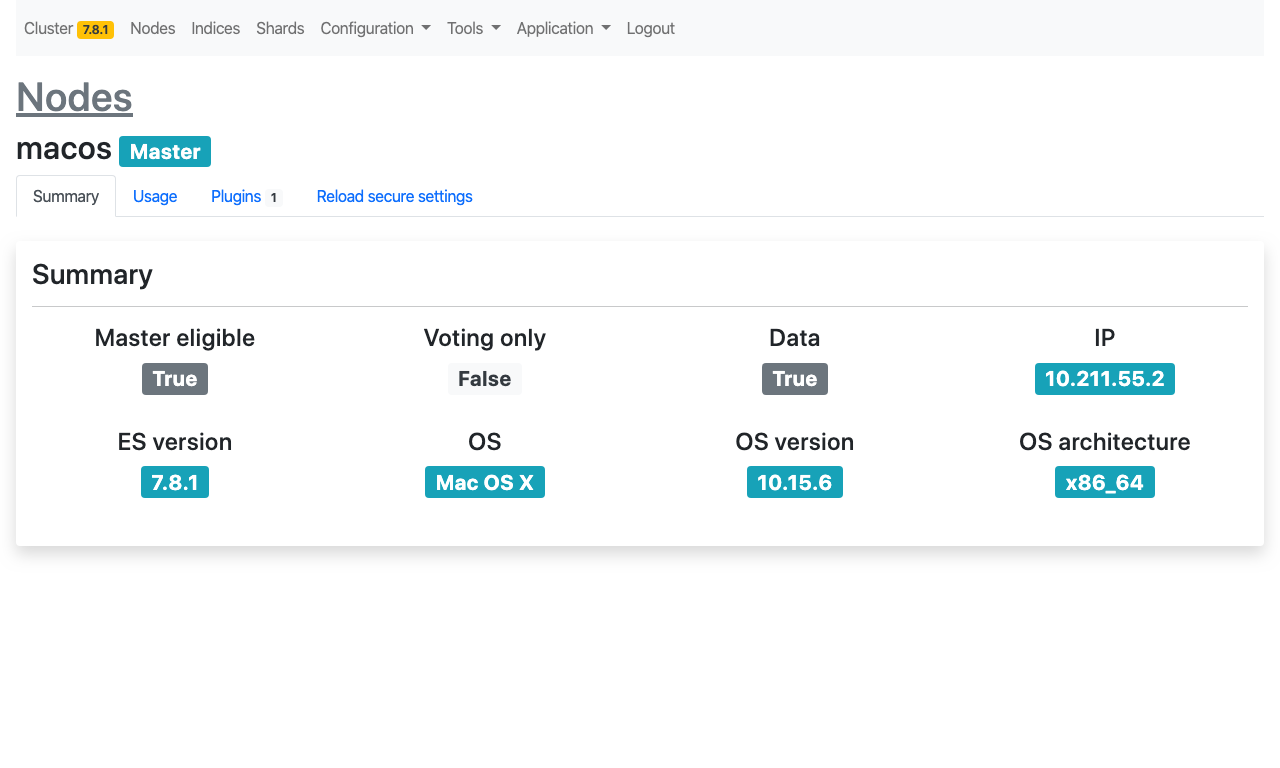 Cluster 7.8.1 Nodes Indices Shards Configuration Tools Application Logout
Nodes
macos Master
Summary Usage Plugins 1 Reload secure settings
Summary
Master eligible Voting only Data IP
True False True 10.211.55.2
ES version OS OS version OS architecture
7.8.1 Mac OS X 10.15.6 x86_64